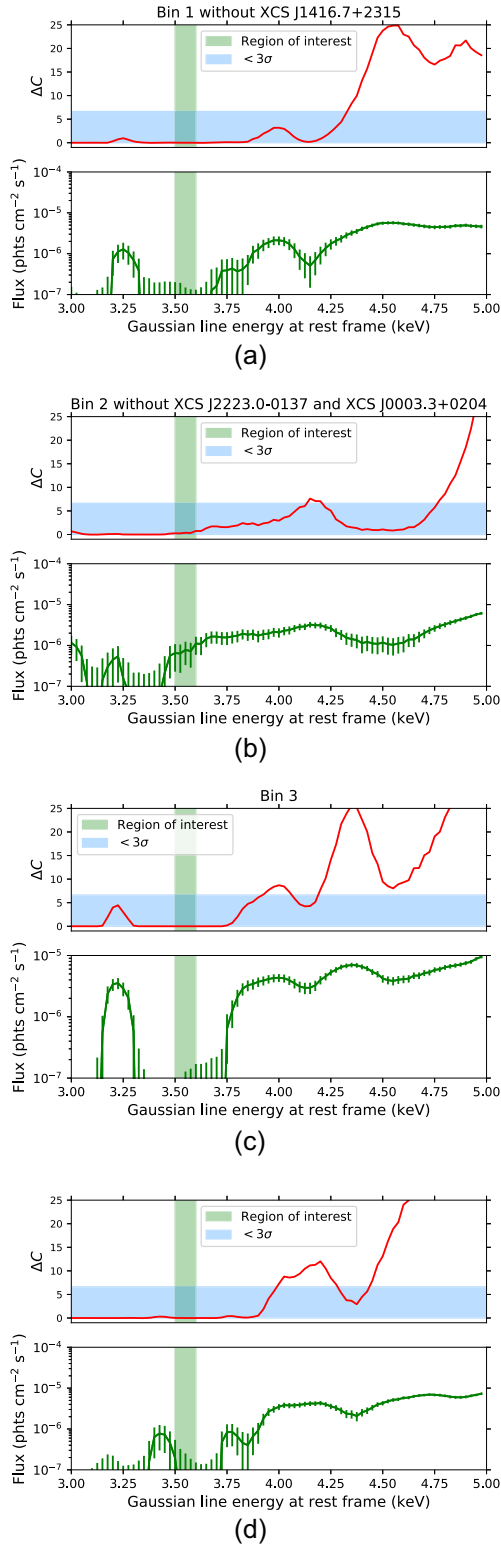 Bin 1 without XCS J1416.7+2315
25
20
15
10
5
0
ΔC
Region of interest
< 3σ
10⁻⁴
10⁻⁵
10⁻⁶
10⁻⁷
Flux (phts cm⁻² s⁻¹)
3.00 3.25 3.50 3.75 4.00 4.25 4.50 4.75 5.00
Gaussian line energy at rest frame (keV)
(a)
Bin 2 without XCS J2223.0-0137 and XCS J0003.3+0204
25
20
15
10
5
0
ΔC
Region of interest
< 3σ
10⁻⁴
10⁻⁵
10⁻⁶
10⁻⁷
Flux (phts cm⁻² s⁻¹)
3.00 3.25 3.50 3.75 4.00 4.25 4.50 4.75 5.00
Gaussian line energy at rest frame (keV)
(b)
Bin 3
25
20
15
10
5
0
ΔC
Region of interest
< 3σ
10⁻⁵
10⁻⁶
10⁻⁷
Flux (phts cm⁻² s⁻¹)
3.00 3.25 3.50 3.75 4.00 4.25 4.50 4.75 5.00
Gaussian line energy at rest frame (keV)
(c)
25
20
15
10
5
0
ΔC
Region of interest
< 3σ
10⁻⁴
10⁻⁵
10⁻⁶
10⁻⁷
Flux (phts cm⁻² s⁻¹)
3.00 3.25 3.50 3.75 4.00 4.25 4.50 4.75 5.00
Gaussian line energy at rest frame (keV)
(d)